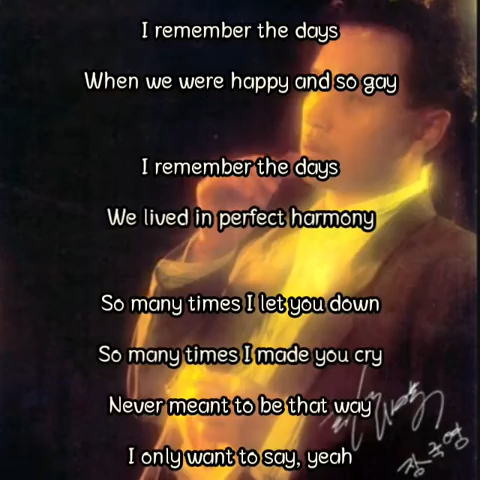 I remember the days
When we were happy and so gay
I remember the days
We lived in perfect harmony
So many times I let you down
So many times I made you cry
Never meant to be that way
I only want to say, yeah
장국영